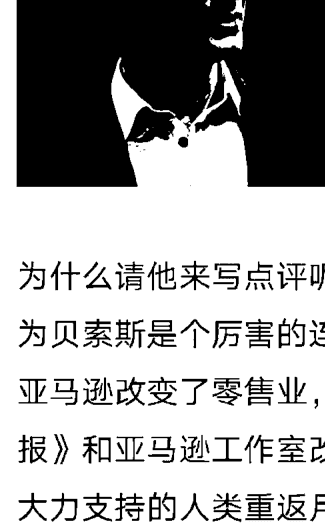 为什么请他来写点评
为贝索斯是个厉害的
亚马逊改变了零售业，
报》和亚马逊工作室
大力支持的人类重返